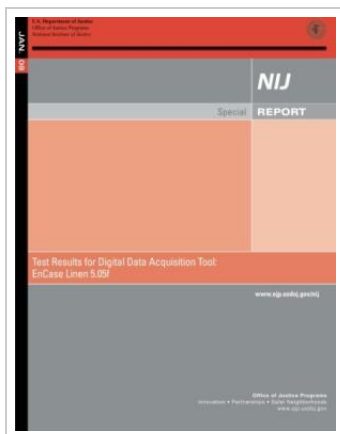 JAN. 08
U.S. Department of Justice
Office of Justice Programs
National Institute of Justice
NIJ
Special REPORT
Test Results for Digital Data Acquisition Tool:
EnCase Linen 5.05f
www.ojp.usdoj.gov/nij
Office of Justice Programs
Innovation • Partnerships • Safer Neighborhoods
www.ojp.usdoj.gov